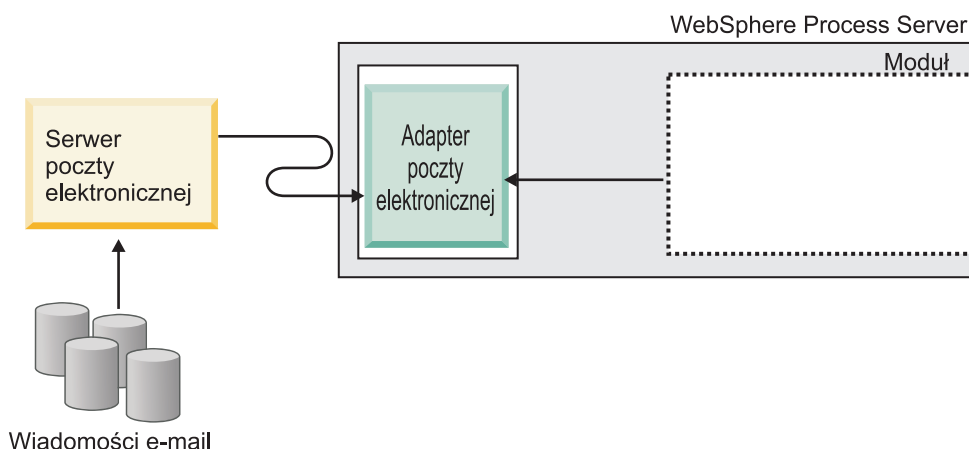 WebSphere Process Server
Moduł
Serwer
poczty
elektronicznej
Adapter
poczty
elektronicznej
Wiadomości e-mail